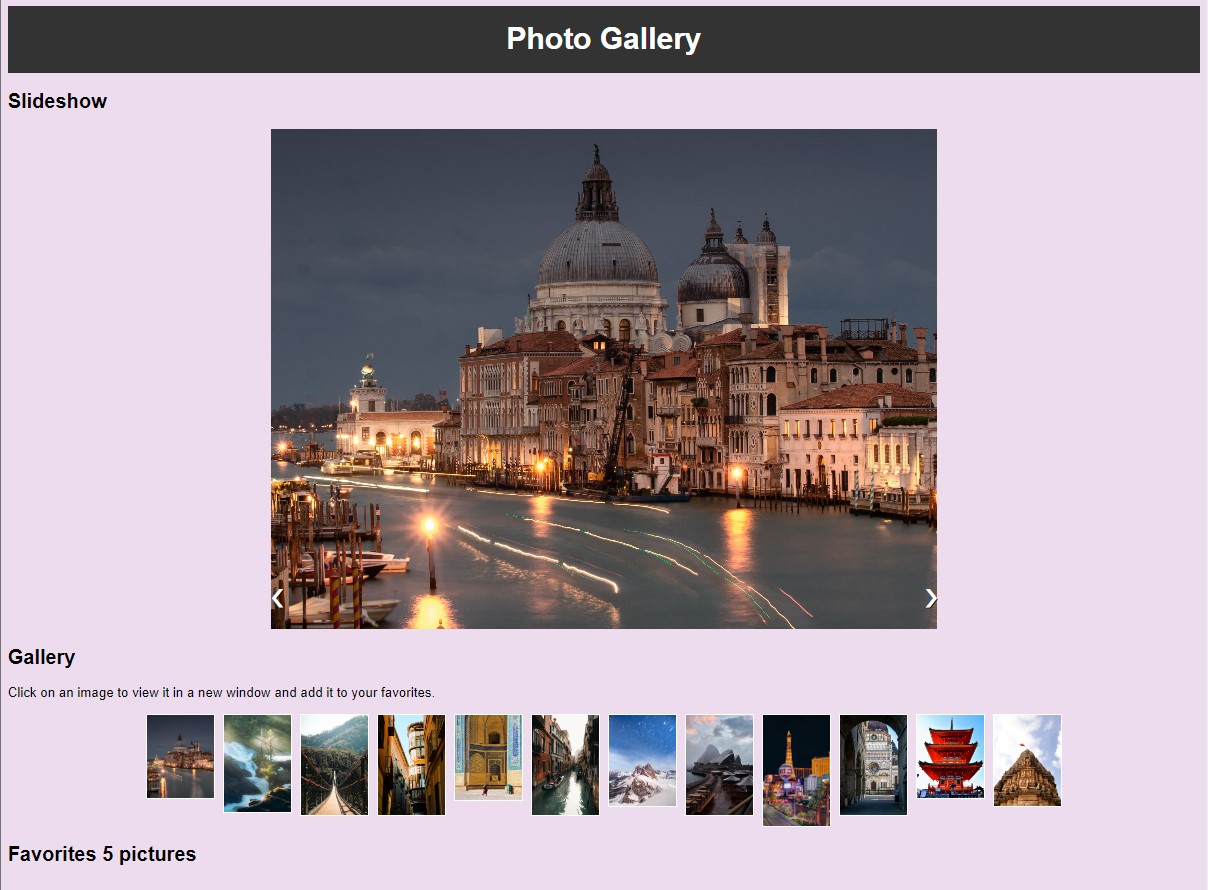 Photo Gallery
Slideshow
❮ ❯
Gallery
Click on an image to view it in a new window and add it to your favorites.
Favorites 5 pictures